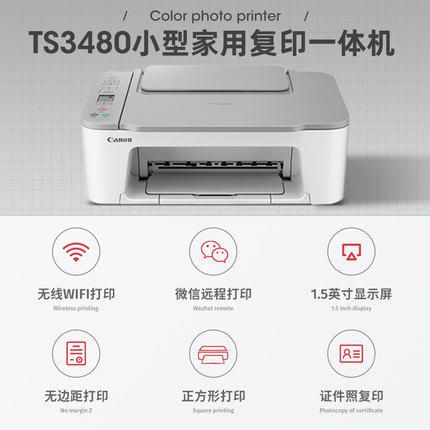 Color photo printer
TS3480小型家用复印一体机
Canon
无线WIFI打印
Wireless printing
微信远程打印
Wechat remote
1.5英寸显示屏
1.5 inch display
无边距打印
No margin Z
正方形打印
Square printing
证件照复印
Photocopy of certificate